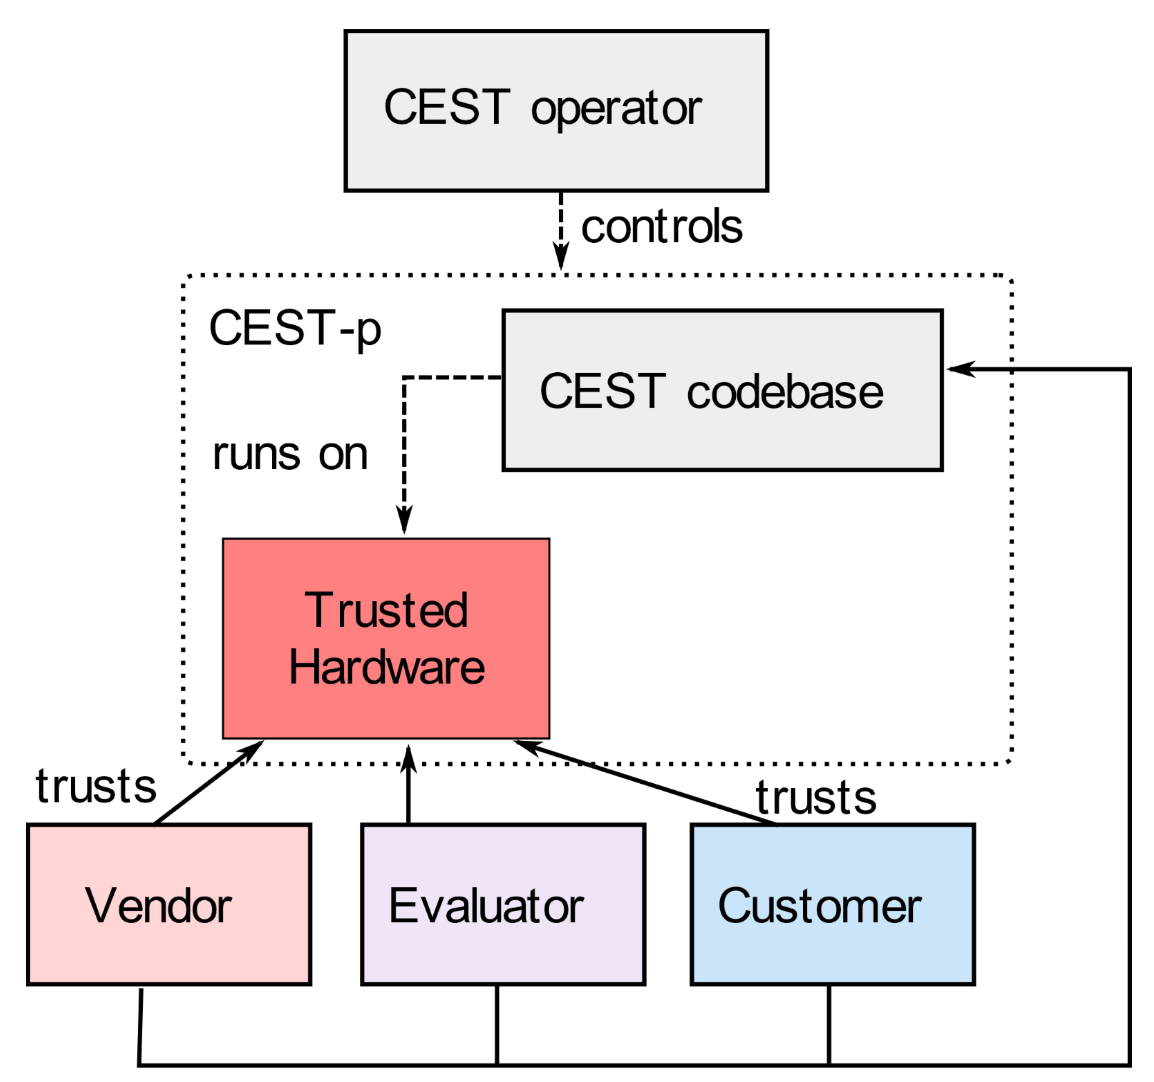 CEST operator
controls
CEST-p
CEST codebase
runs on
Trusted
Hardware
trusts
trusts
Vendor
Evaluator
Customer